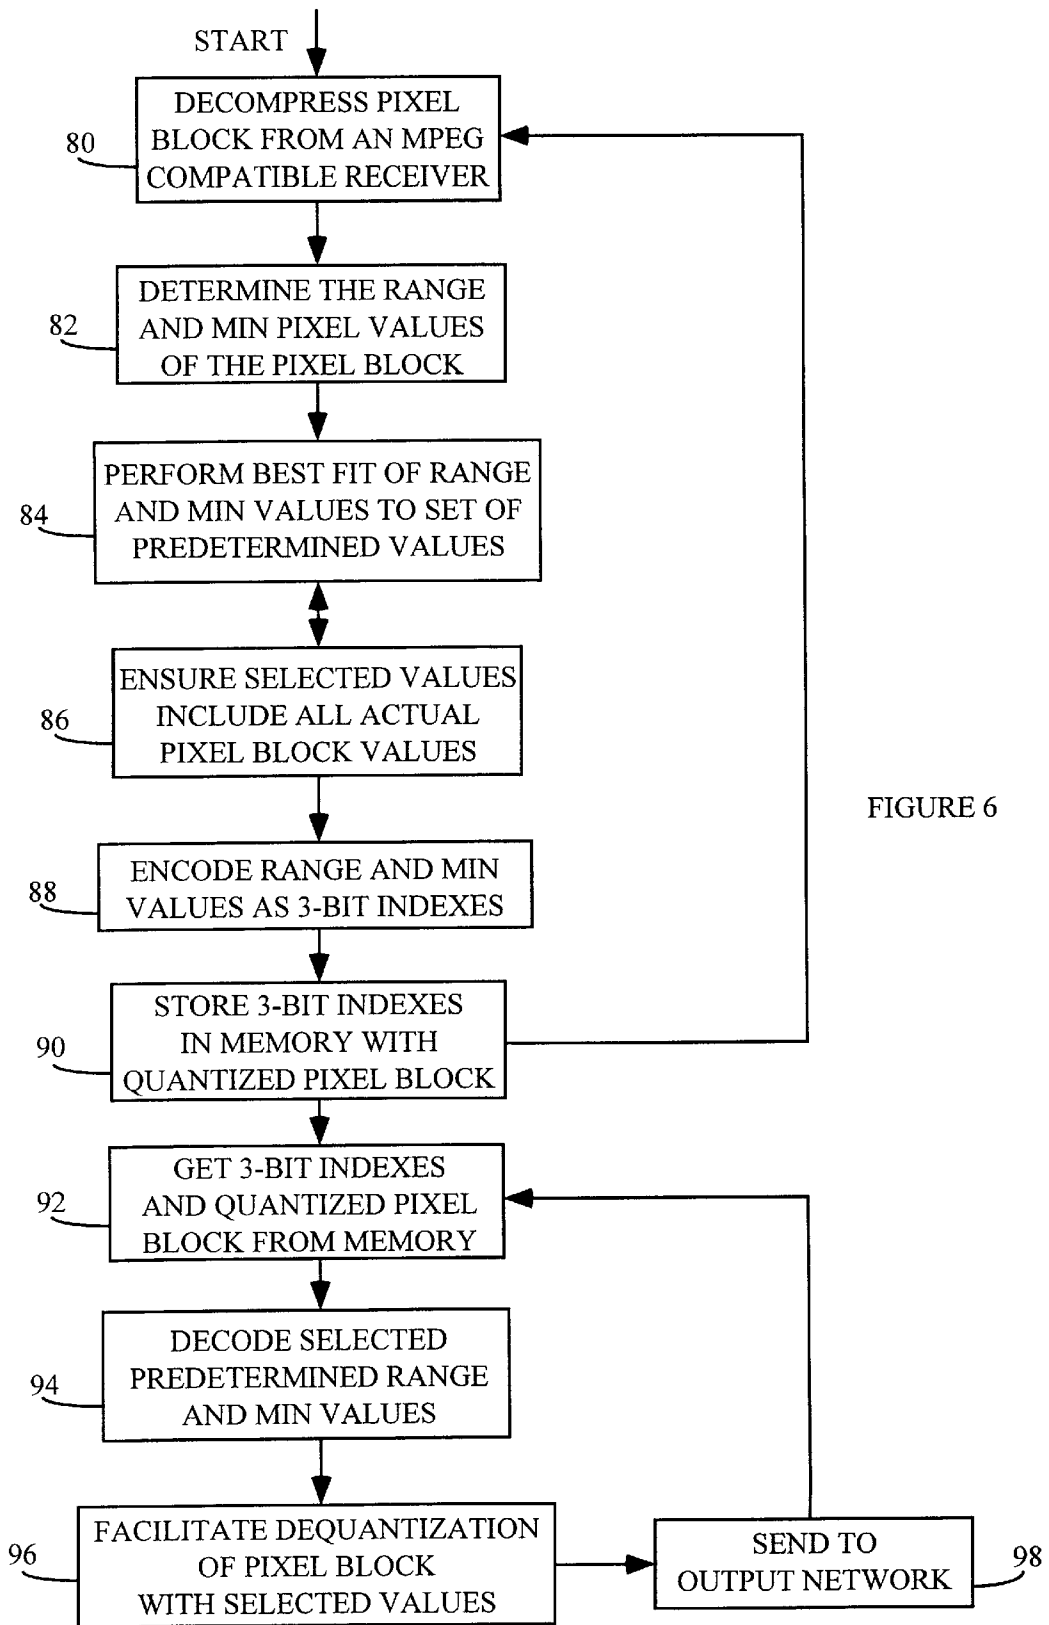 START
DECOMPRESS PIXEL
BLOCK FROM AN MPEG
COMPATIBLE RECEIVER
80
DETERMINE THE RANGE
AND MIN PIXEL VALUES
OF THE PIXEL BLOCK
82
PERFORM BEST FIT OF RANGE
AND MIN VALUES TO SET OF
PREDETERMINED VALUES
84
ENSURE SELECTED VALUES
INCLUDE ALL ACTUAL
PIXEL BLOCK VALUES
86
FIGURE 6
ENCODE RANGE AND MIN
VALUES AS 3-BIT INDEXES
88
STORE 3-BIT INDEXES
IN MEMORY WITH
QUANTIZED PIXEL BLOCK
90
GET 3-BIT INDEXES
AND QUANTIZED PIXEL
BLOCK FROM MEMORY
92
DECODE SELECTED
PREDETERMINED RANGE
AND MIN VALUES
94
FACILITATE DEQUANTIZATION
OF PIXEL BLOCK
WITH SELECTED VALUES
96
SEND TO
OUTPUT NETWORK
98